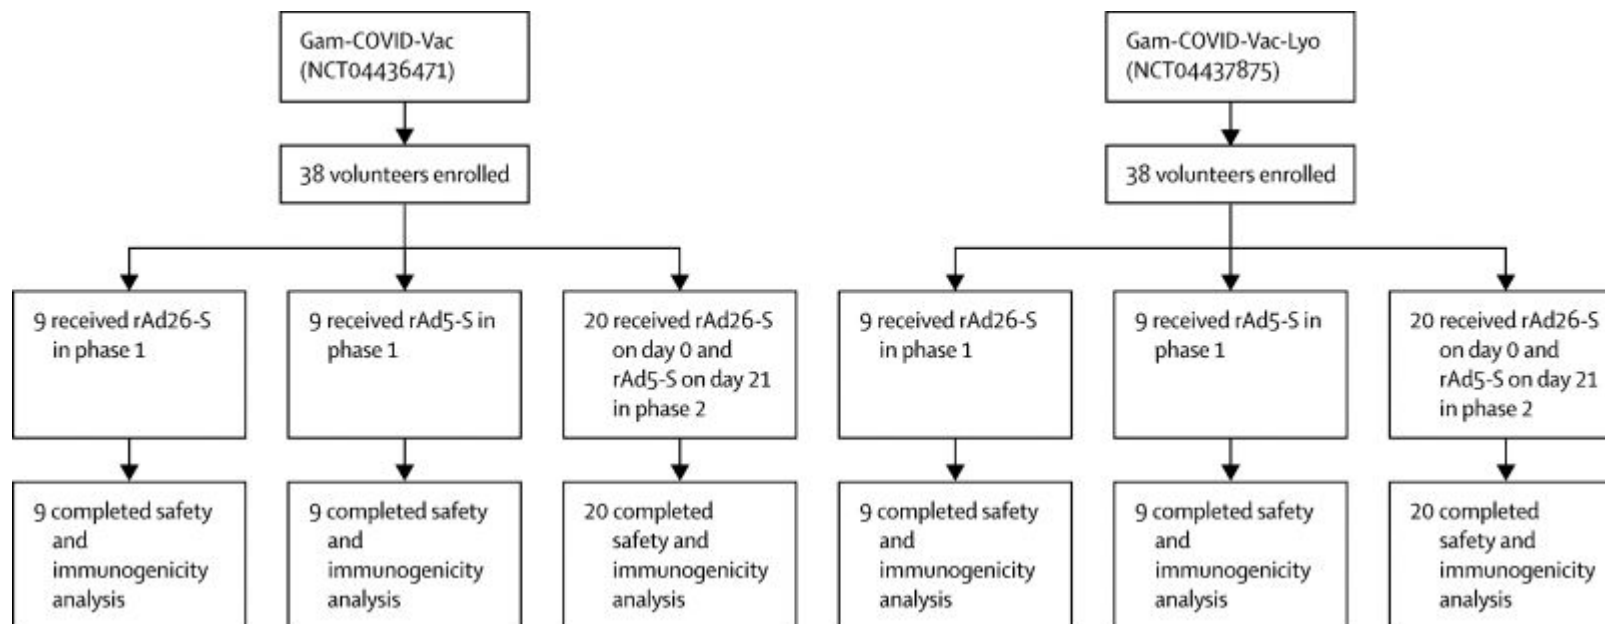 Gam-COVID-Vac
(NCT04436471)
38 volunteers enrolled
9 received rAd26-S
in phase 1
9 received rAd5-S in
phase 1
20 received rAd26-S
on day 0 and
rAd5-S on day 21
in phase 2
9 completed safety
and
immunogenicity
analysis
9 completed safety
and
immunogenicity
analysis
20 completed
safety and
immunogenicity
analysis
Gam-COVID-Vac-Lyo
(NCT04437875)
38 volunteers enrolled
9 received rAd26-S
in phase 1
9 received rAd5-S in
phase 1
20 received rAd26-S
on day 0 and
rAd5-S on day 21
in phase 2
9 completed safety
and
immunogenicity
analysis
9 completed safety
and
immunogenicity
analysis
20 completed
safety and
immunogenicity
analysis